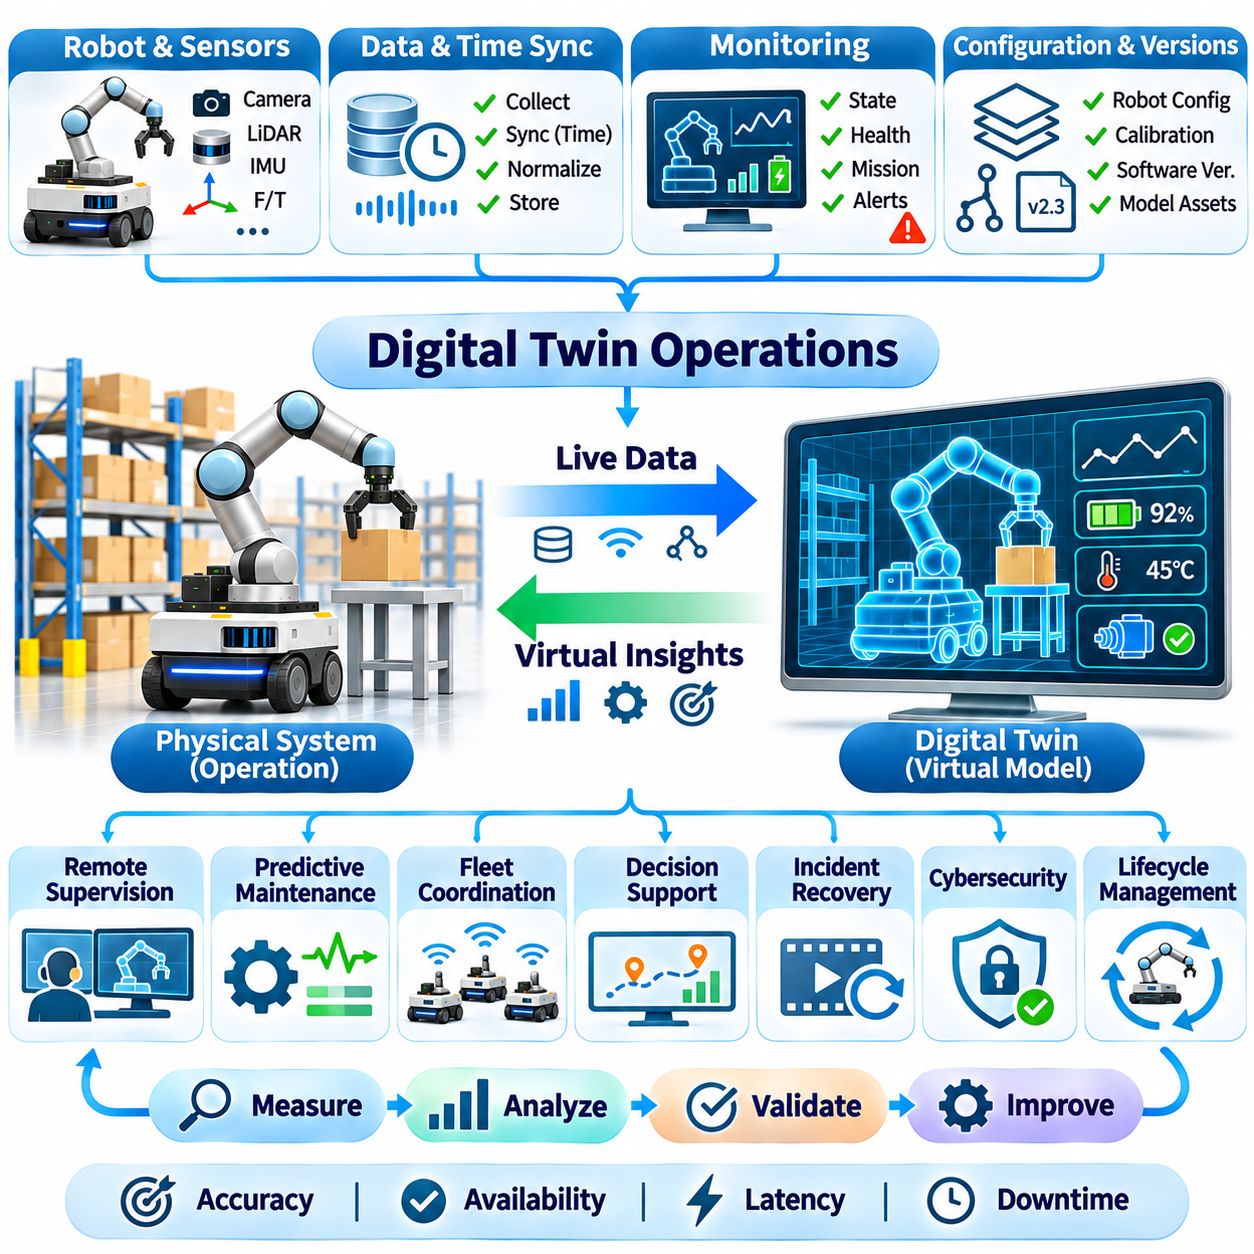 Robot & Sensors
Camera
LiDAR
IMU
F/T
Data & Time Sync
Collect
Sync (Time)
Normalize
Store
Monitoring
State
Health
Mission
Alerts
Configuration & Versions
v2.3
Robot Config
Calibration
Software Ver.
Model Assets
Digital Twin Operations
Live Data
Virtual Insights
92%
45°C
Physical System
(Operation)
Digital Twin
(Virtual Model)
Remote
Supervision
Predictive
Maintenance
Fleet
Coordination
Decision
Support
Incident
Recovery
Cybersecurity
Lifecycle
Management
Measure
Analyze
Validate
Improve
Accuracy
Availability
Latency
Downtime